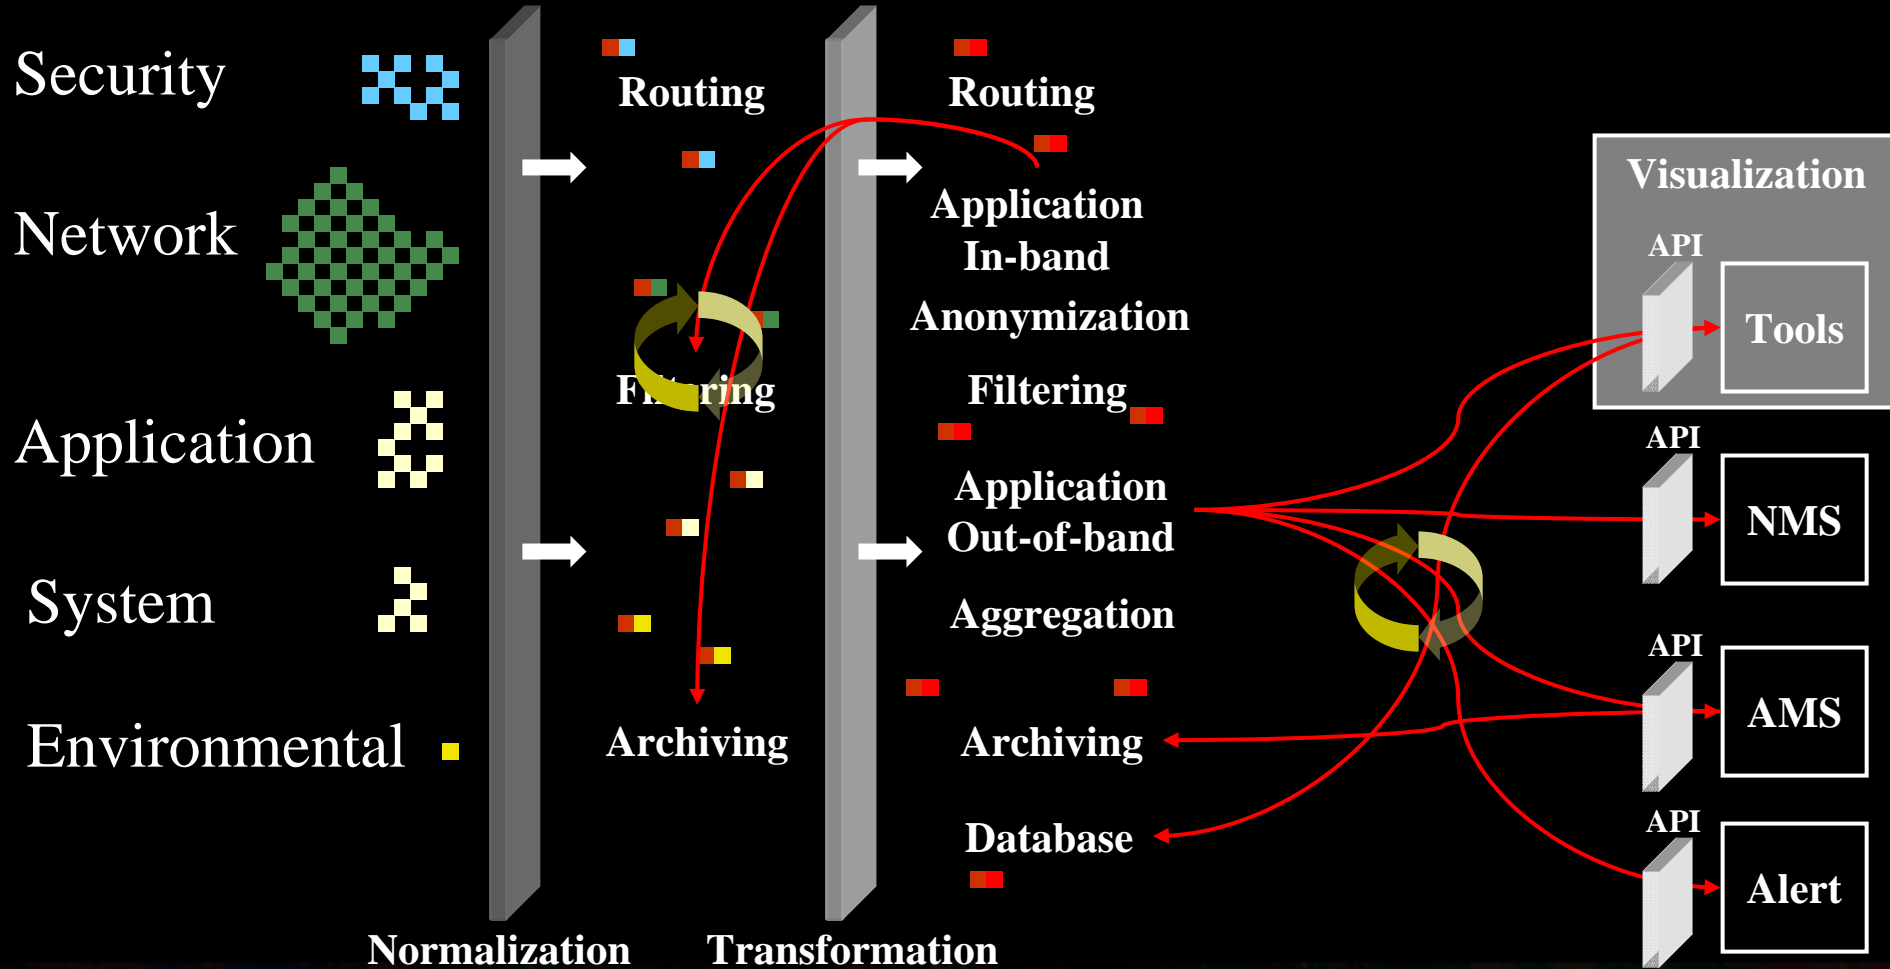 Security
Network
Application
System
Environmental
Normalization
Routing
Filtering
Archiving
Transformation
Routing
Application
In-band
Anonymization
Filtering
Application
Out-of-band
Aggregation
Archiving
Database
Visualization
API
Tools
API
NMS
API
AMS
API
Alert